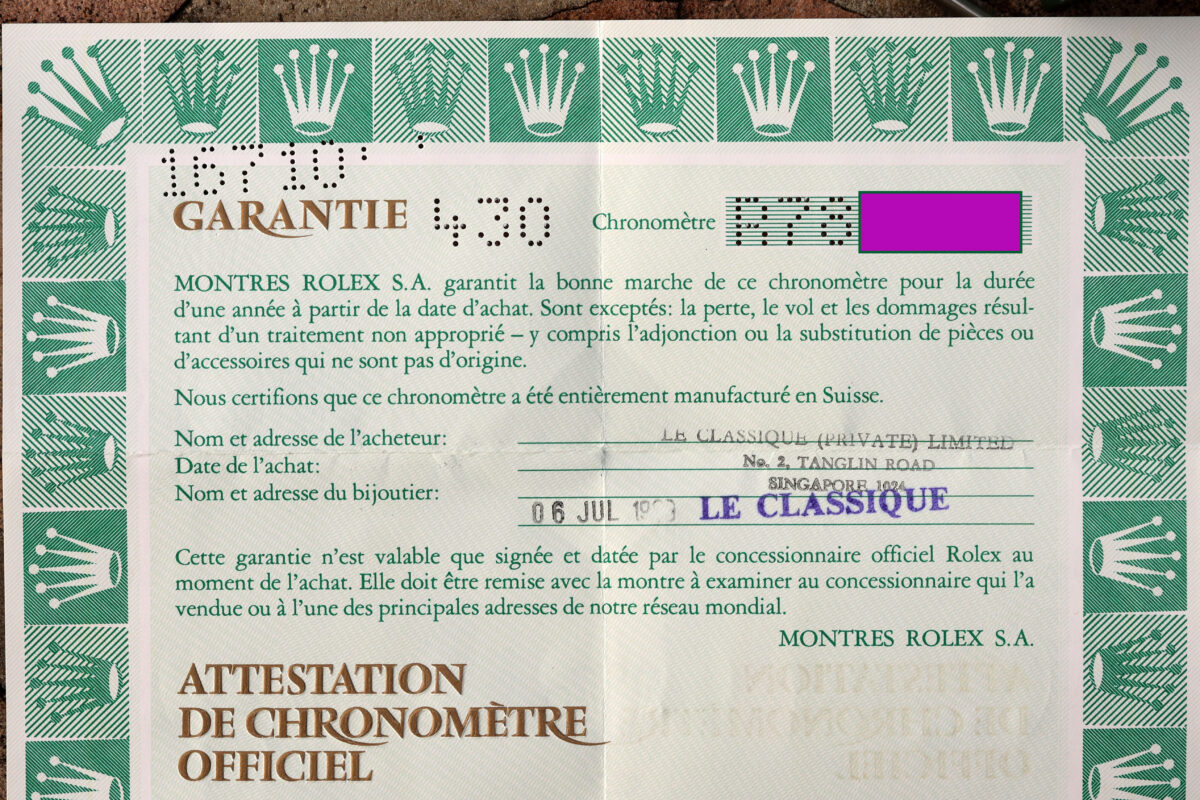 16710
GARANTIE 430 Chronomètre R78
MONTRES ROLEX S.A. garantit la bonne marche de ce chronomètre pour la durée
d'une année à partir de la date d'achat. Sont exceptés: la perte, le vol et les dommages résul-
tant d'un traitement non approprié – y compris l'adjonction ou la substitution de pièces ou
d'accessoires qui ne sont pas d'origine.
Nous certifions que ce chronomètre a été entièrement manufacturé en Suisse.
Nom et adresse de l'acheteur: LE CLASSIQUE (PRIVATE) LIMITED
Date de l'achat: No. 2, TANGLIN ROAD
Nom et adresse du bijoutier: SINGAPORE 1024
06 JUL LE CLASSIQUE
Cette garantie n'est valable que signée et datée par le concessionnaire officiel Rolex au
moment de l'achat. Elle doit être remise avec la montre à examiner au concessionnaire qui l'a
vendue ou à l'une des principales adresses de notre réseau mondial.
MONTRES ROLEX S.A.
ATTESTATION
DE CHRONOMÈTRE
OFFICIEL